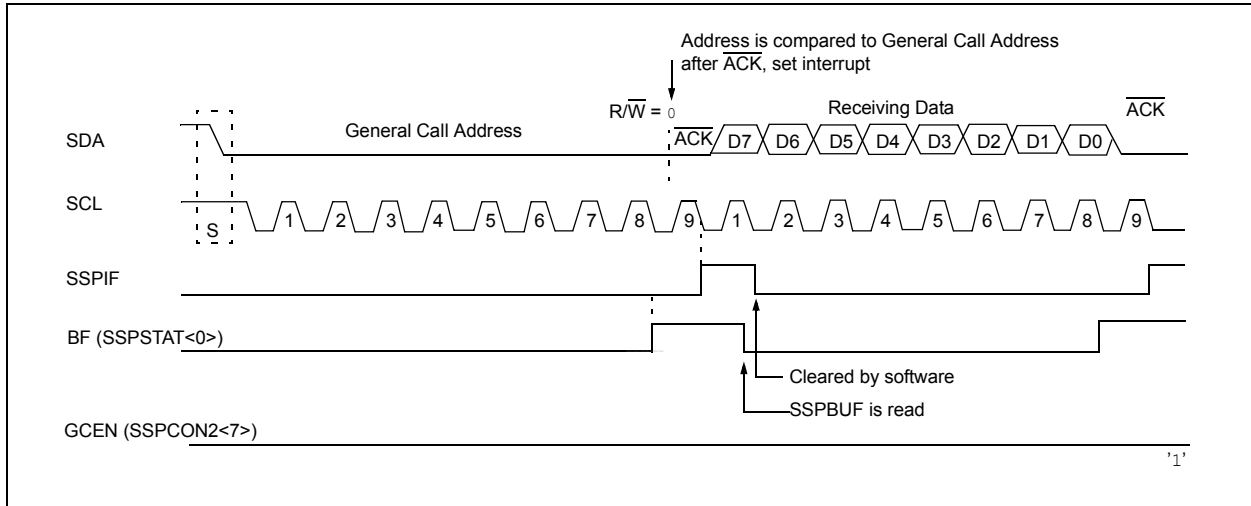 Address is compared to General Call Address
after ACK, set interrupt
R/W = 0
Receiving Data
ACK
SDA
General Call Address
ACK
D7 D6 D5 D4 D3 D2 D1 D0
SCL
S
1 2 3 4 5 6 7 8 9 1 2 3 4 5 6 7 8 9
SSPIF
BF (SSPSTAT<0>)
Cleared by software
SSPBUF is read
GCEN (SSPCON2<7>)
'1'